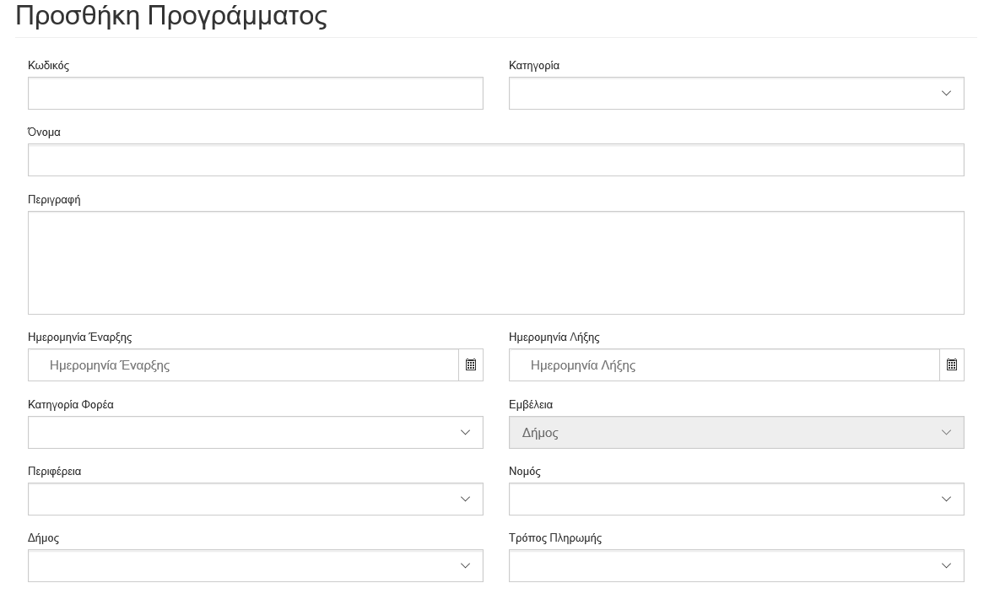 Προσθήκη Προγράμματος
Κωδικός
Κατηγορία
Όνομα
Περιγραφή
Ημερομηνία Έναρξης
Ημερομηνία Λήξης
Ημερομηνία Έναρξης
Ημερομηνία Λήξης
Κατηγορία Φορέα
Εμβέλεια
Δήμος
Περιφέρεια
Νομός
Δήμος
Τρόπος Πληρωμής